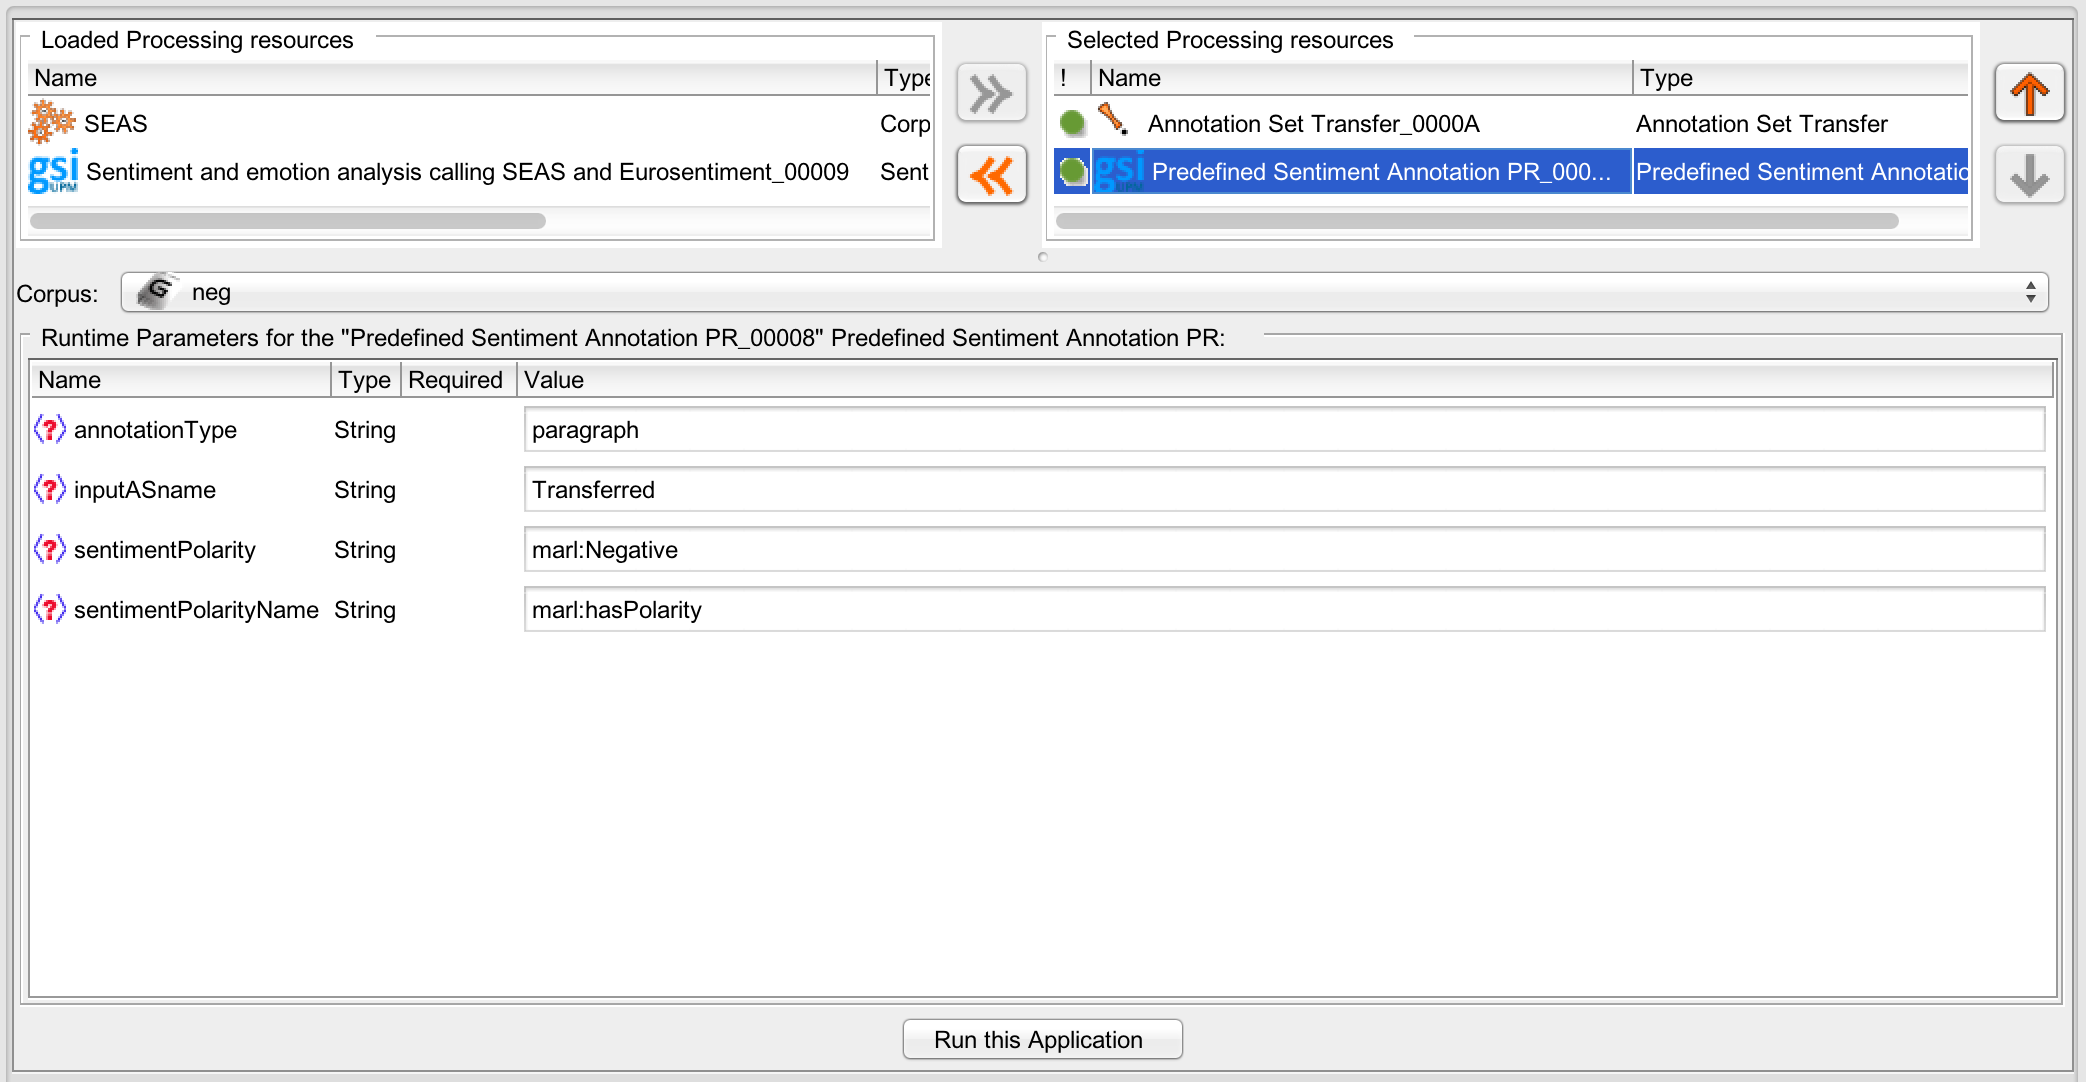 Loaded Processing resources
Name Type
SEAS Corp
gsi UPM Sentiment and emotion analysis calling SEAS and Eurosentiment_00009 Sent
Selected Processing resources
! Name Type
Annotation Set Transfer_0000A Annotation Set Transfer
gsi UPM Predefined Sentiment Annotation PR_000... Predefined Sentiment Annotatio
Corpus: G neg
Runtime Parameters for the "Predefined Sentiment Annotation PR_00008" Predefined Sentiment Annotation PR:
Name Type Required Value
<?> annotationType String paragraph
<?> inputASname String Transferred
<?> sentimentPolarity String marl:Negative
<?> sentimentPolarityName String marl:hasPolarity
Run this Application